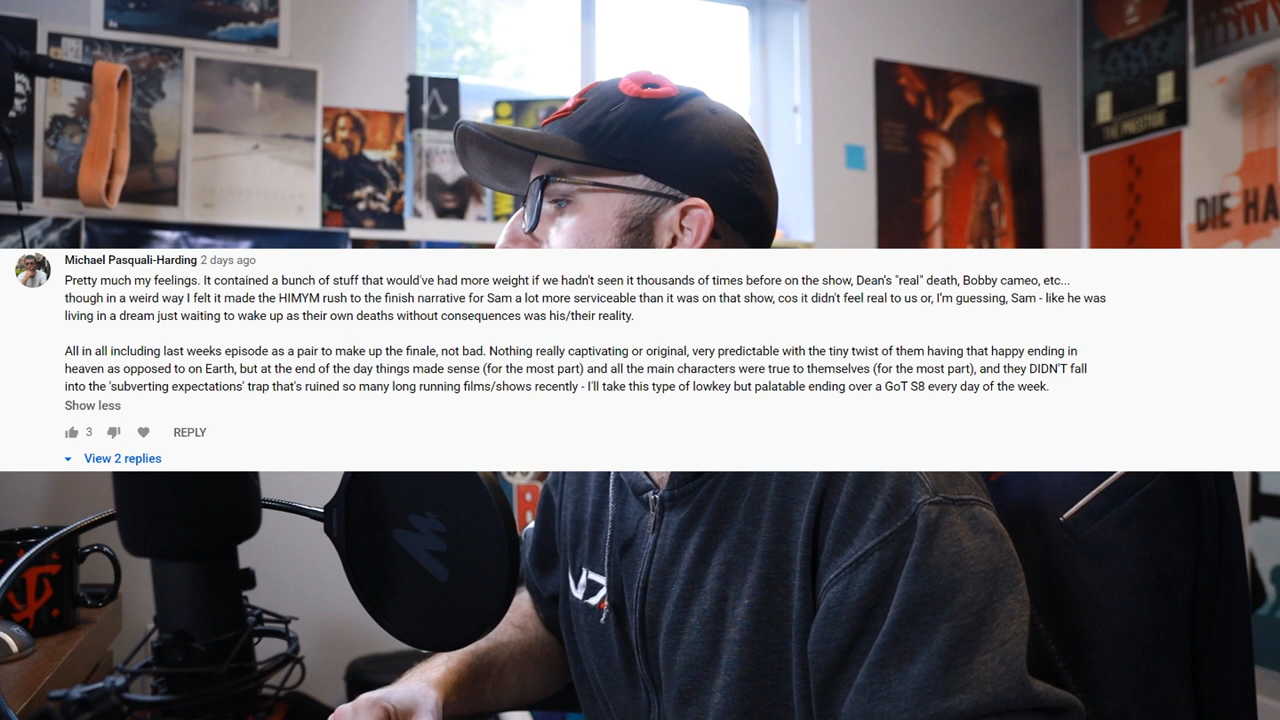 THE PRESTIGE
DIE HA
Michael Pasquali-Harding 2 days ago
Pretty much my feelings. It contained a bunch of stuff that would've had more weight if we hadn't seen it thousands of times before on the show, Dean's "real" death, Bobby cameo, etc...
though in a weird way I felt it made the HIMYM rush to the finish narrative for Sam a lot more serviceable than it was on that show, cos it didn't feel real to us or, I'm guessing, Sam - like he was
living in a dream just waiting to wake up as their own deaths without consequences was his/their reality.
All in all including last weeks episode as a pair to make up the finale, not bad. Nothing really captivating or original, very predictable with the tiny twist of them having that happy ending in
heaven as opposed to on Earth, but at the end of the day things made sense (for the most part) and all the main characters were true to themselves (for the most part), and they DIDN'T fall
into the 'subverting expectations' trap that's ruined so many long running films/shows recently - I'll take this type of lowkey but palatable ending over a GoT S8 every day of the week.
Show less
3 REPLY
View 2 replies
N7